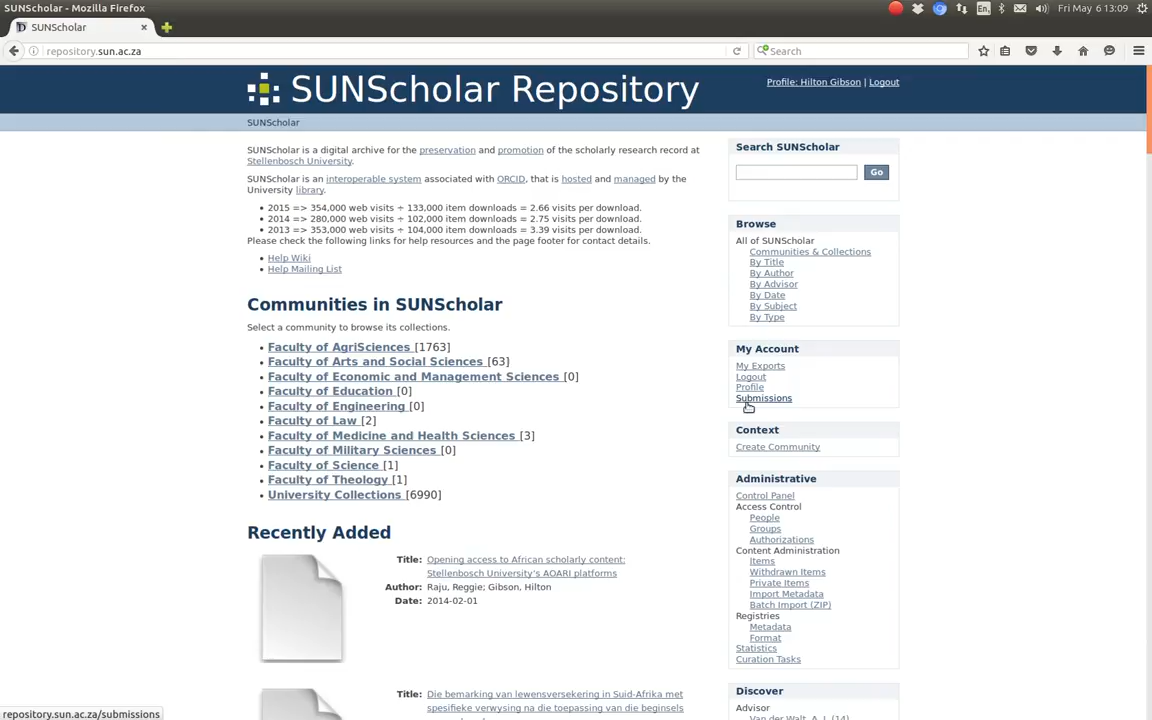 SUNScholar - Mozilla Firefox
En
Fri May 6 13:09
SUNScholar
repository.sun.ac.za
Search
SUNScholar Repository
Profile: Hilton Gibson | Logout
SUNScholar
SUNScholar is a digital archive for the preservation and promotion of the scholarly research record at
Stellenbosch University.
SUNScholar is an interoperable system associated with ORCID, that is hosted and managed by the
University library.
• 2015 => 354,000 web visits ÷ 133,000 item downloads = 2.66 visits per download.
• 2014 => 280,000 web visits ÷ 102,000 item downloads = 2.75 visits per download.
• 2013 => 353,000 web visits ÷ 104,000 item downloads = 3.39 visits per download.
Please check the following links for help resources and the page footer for contact details.
• Help Wiki
• Help Mailing List
Communities in SUNScholar
Select a community to browse its collections.
• Faculty of AgriSciences [1763]
• Faculty of Arts and Social Sciences [63]
• Faculty of Economic and Management Sciences [0]
• Faculty of Education [0]
• Faculty of Engineering [0]
• Faculty of Law [2]
• Faculty of Medicine and Health Sciences [3]
• Faculty of Military Sciences [0]
• Faculty of Science [1]
• Faculty of Theology [1]
• University Collections [6990]
Recently Added
Title: Opening access to African scholarly content:
Stellenbosch University's AOARI platforms
Author: Raju, Reggie; Gibson, Hilton
Date: 2014-02-01
Title: Die bemarking van lewensversekering in Suid-Afrika met
spesifieke verwysing na die toepassing van die beginsels
Search SUNScholar
Go
Browse
All of SUNScholar
Communities & Collections
By Title
By Author
By Advisor
By Date
By Subject
By Type
My Account
My Exports
Logout
Profile
Submissions
Context
Create Community
Administrative
Control Panel
Access Control
People
Groups
Authorizations
Content Administration
Items
Withdrawn Items
Private Items
Import Metadata
Batch Import (ZIP)
Registries
Metadata
Format
Statistics
Curation Tasks
Discover
Advisor
Van der Walt, A. J. (14)
repository.sun.ac.za/submissions